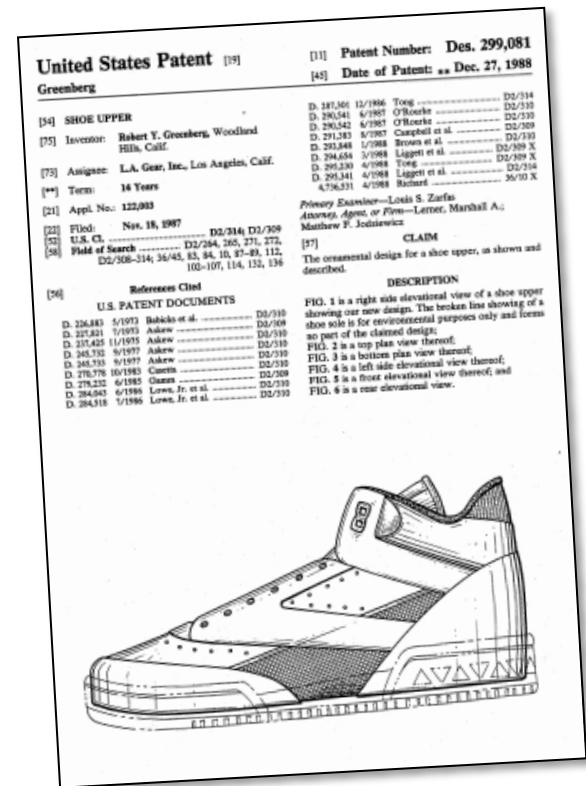 United States Patent [19]
Greenberg
[11] Patent Number: Des. 299,081
[45] Date of Patent: ** Dec. 27, 1988
[54] SHOE UPPER
[75] Inventor: Robert Y. Greenberg, Woodland
Hills, Calif.
[73] Assignee: L.A. Gear, Inc., Los Angeles, Calif.
[**] Term: 14 Years
[21] Appl. No.: 122,003
[22] Filed: Nov. 18, 1987
[52] U.S. Cl. D2/314; D2/309
[58] Field of Search D2/264, 265, 271, 272,
D2/308-314; 36/45, 83, 84, 10, 87-89, 112,
102-107, 114, 132, 136
[56] References Cited
U.S. PATENT DOCUMENTS
D. 226,883 5/1973 et al. D2/310
D. 227,821 7/1973 Askew D2/309
D. 237,425 11/1975 Askew D2/310
D. 245,732 9/1977 Askew D2/310
D. 245,733 9/1977 Askew D2/310
D. 270,778 10/1983 D2/310
D. 279,232 6/1985 D2/309
D. 284,043 6/1986 Lowe, Jr. et al. D2/310
D. 284,518 7/1986 Lowe, Jr. et al. D2/310
D. 287,301 12/1986 Tong D2/314
D. 290,541 6/1987 O'Rourke D2/310
D. 290,542 6/1987 O'Rourke D2/310
D. 291,383 8/1987 Campbell et al. D2/309
D. 293,848 1/1988 Brown et al. D2/310
D. 294,654 3/1988 Liggett et al. D2/309 X
D. 295,230 4/1988 Tong D2/309 X
D. 295,341 4/1988 Liggett et al. D2/314
4,736,531 4/1988 Richard 36/10 X
Primary Examiner—Louis S. Zarfas
Attorney, Agent, or Firm—Lerner, Marshall A.;
Matthew F. Jodziewicz
[57] CLAIM
The ornamental design for a shoe upper, as shown and
described.
DESCRIPTION
FIG. 1 is a right side elevational view of a shoe upper
showing our new design. The broken line showing of a
shoe sole is for environmental purposes only and forms
no part of the claimed design;
FIG. 2 is a top plan view thereof;
FIG. 3 is a bottom plan view thereof;
FIG. 4 is a left side elevational view thereof;
FIG. 5 is a front elevational view thereof; and
FIG. 6 is a rear elevational view.